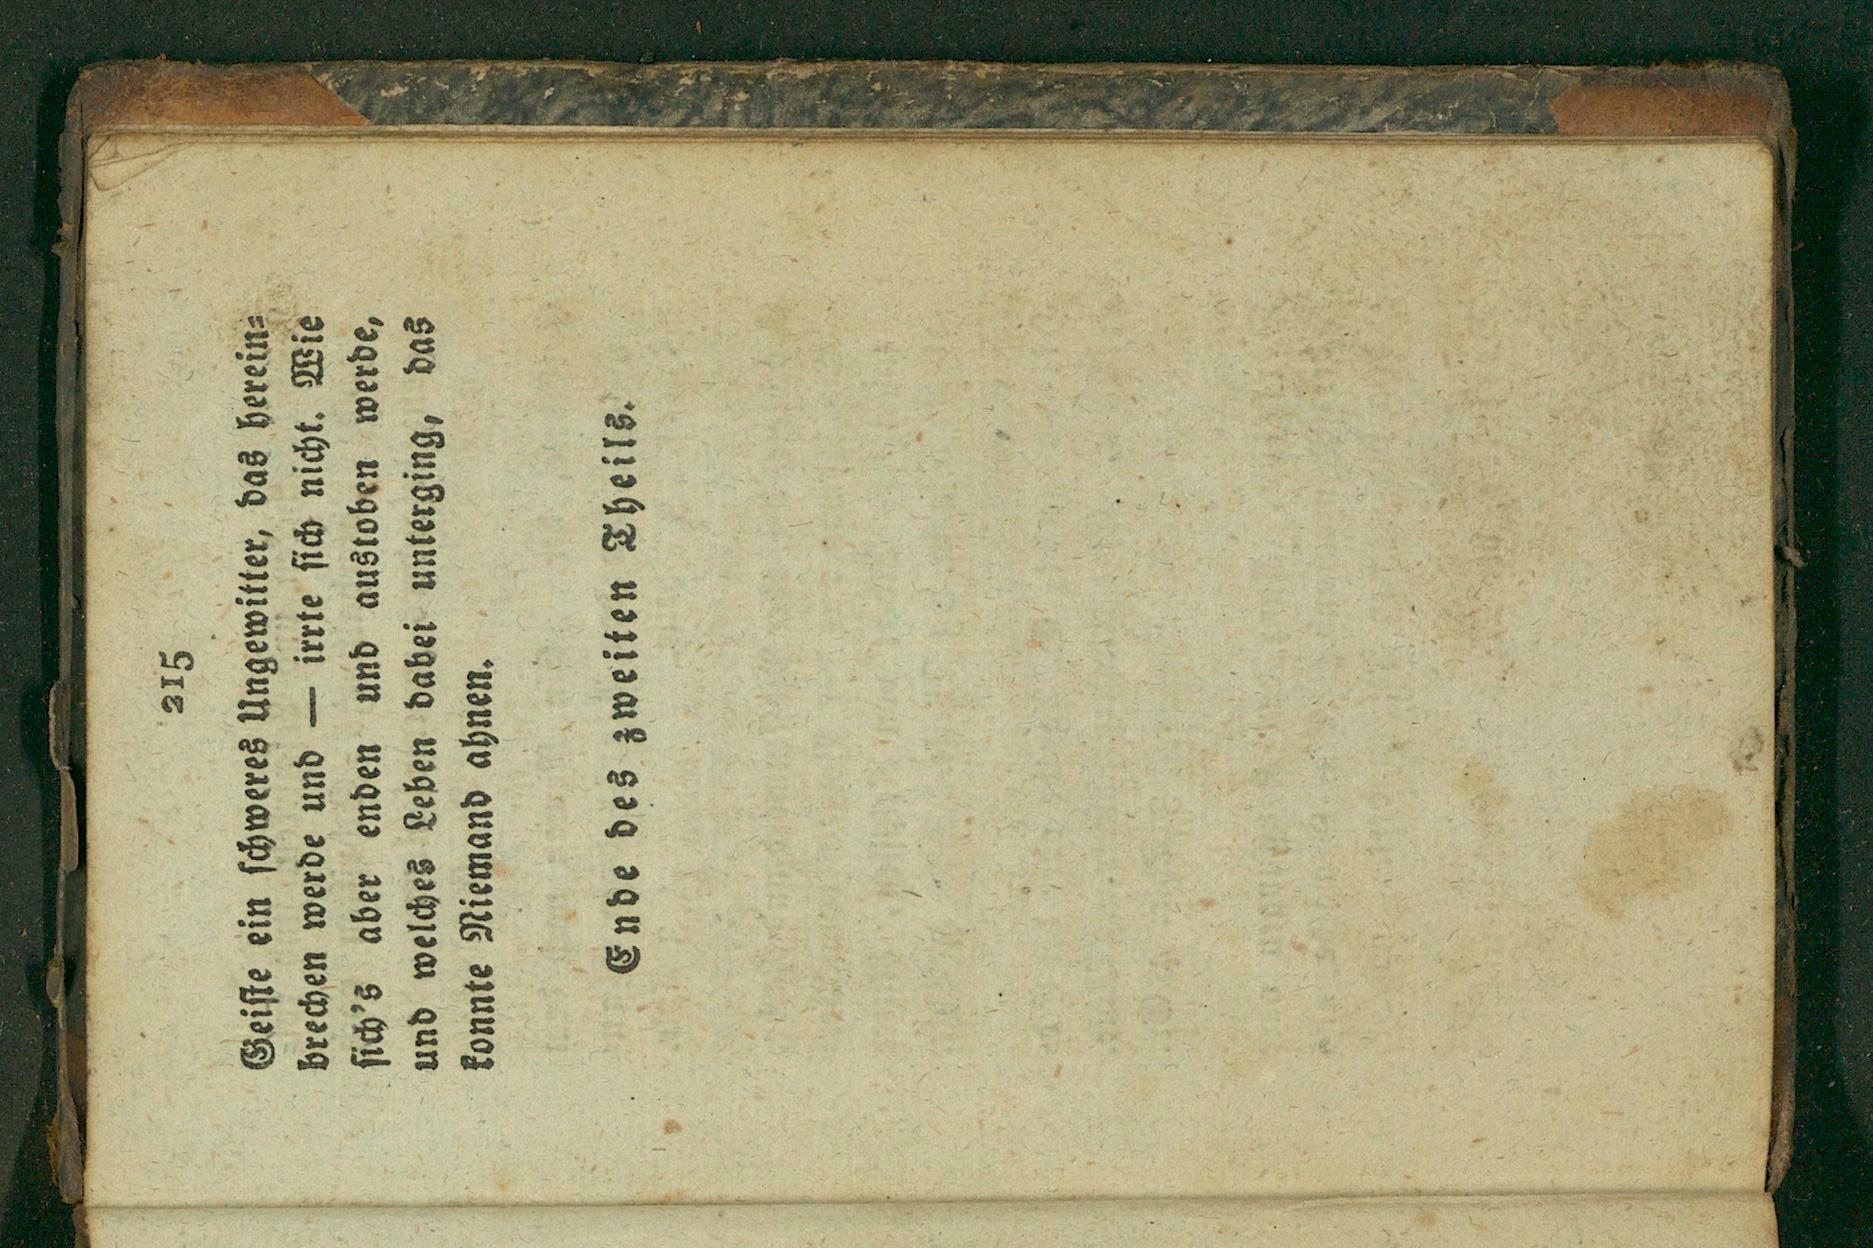 215
Geiſte ein ſchweres Ungewitter, das herein=
brechen werde und — irrte ſich nicht. Wie
ſich's aber enden und austoben werde,
und welches Leben dabei unterging, das
konnte Niemand ahnen.
Ende des zweiten Theils.